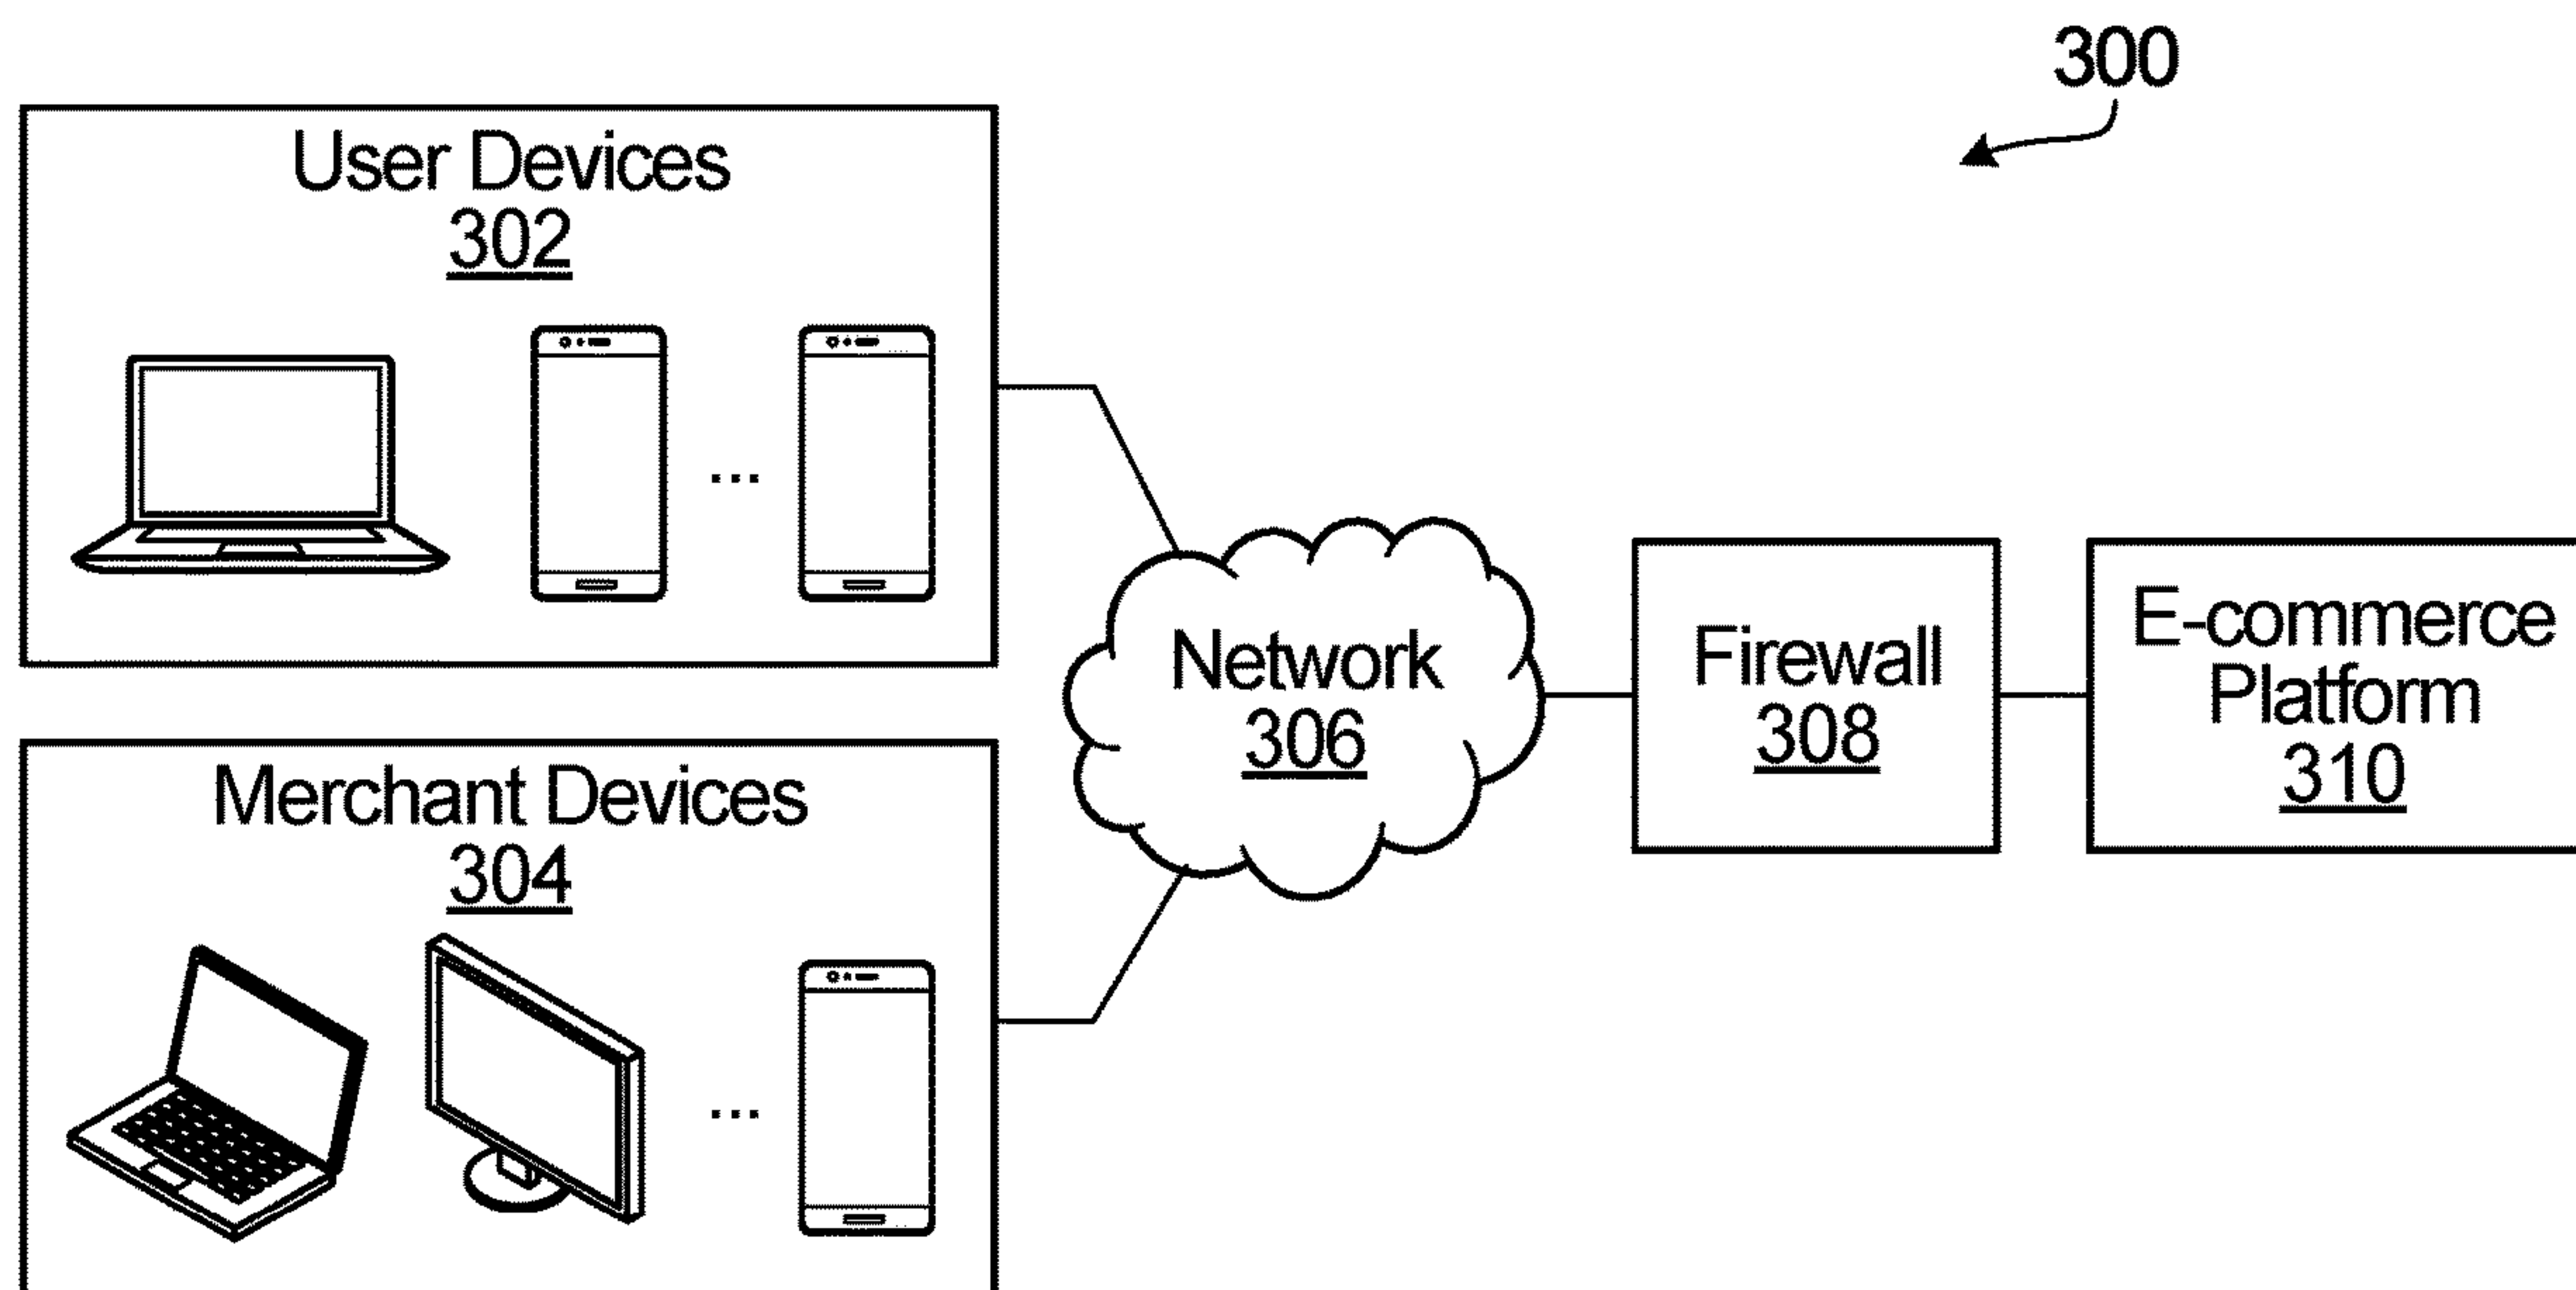 300
User Devices
302
...
Merchant Devices
304
...
Network
306
Firewall
308
E-commerce
Platform
310